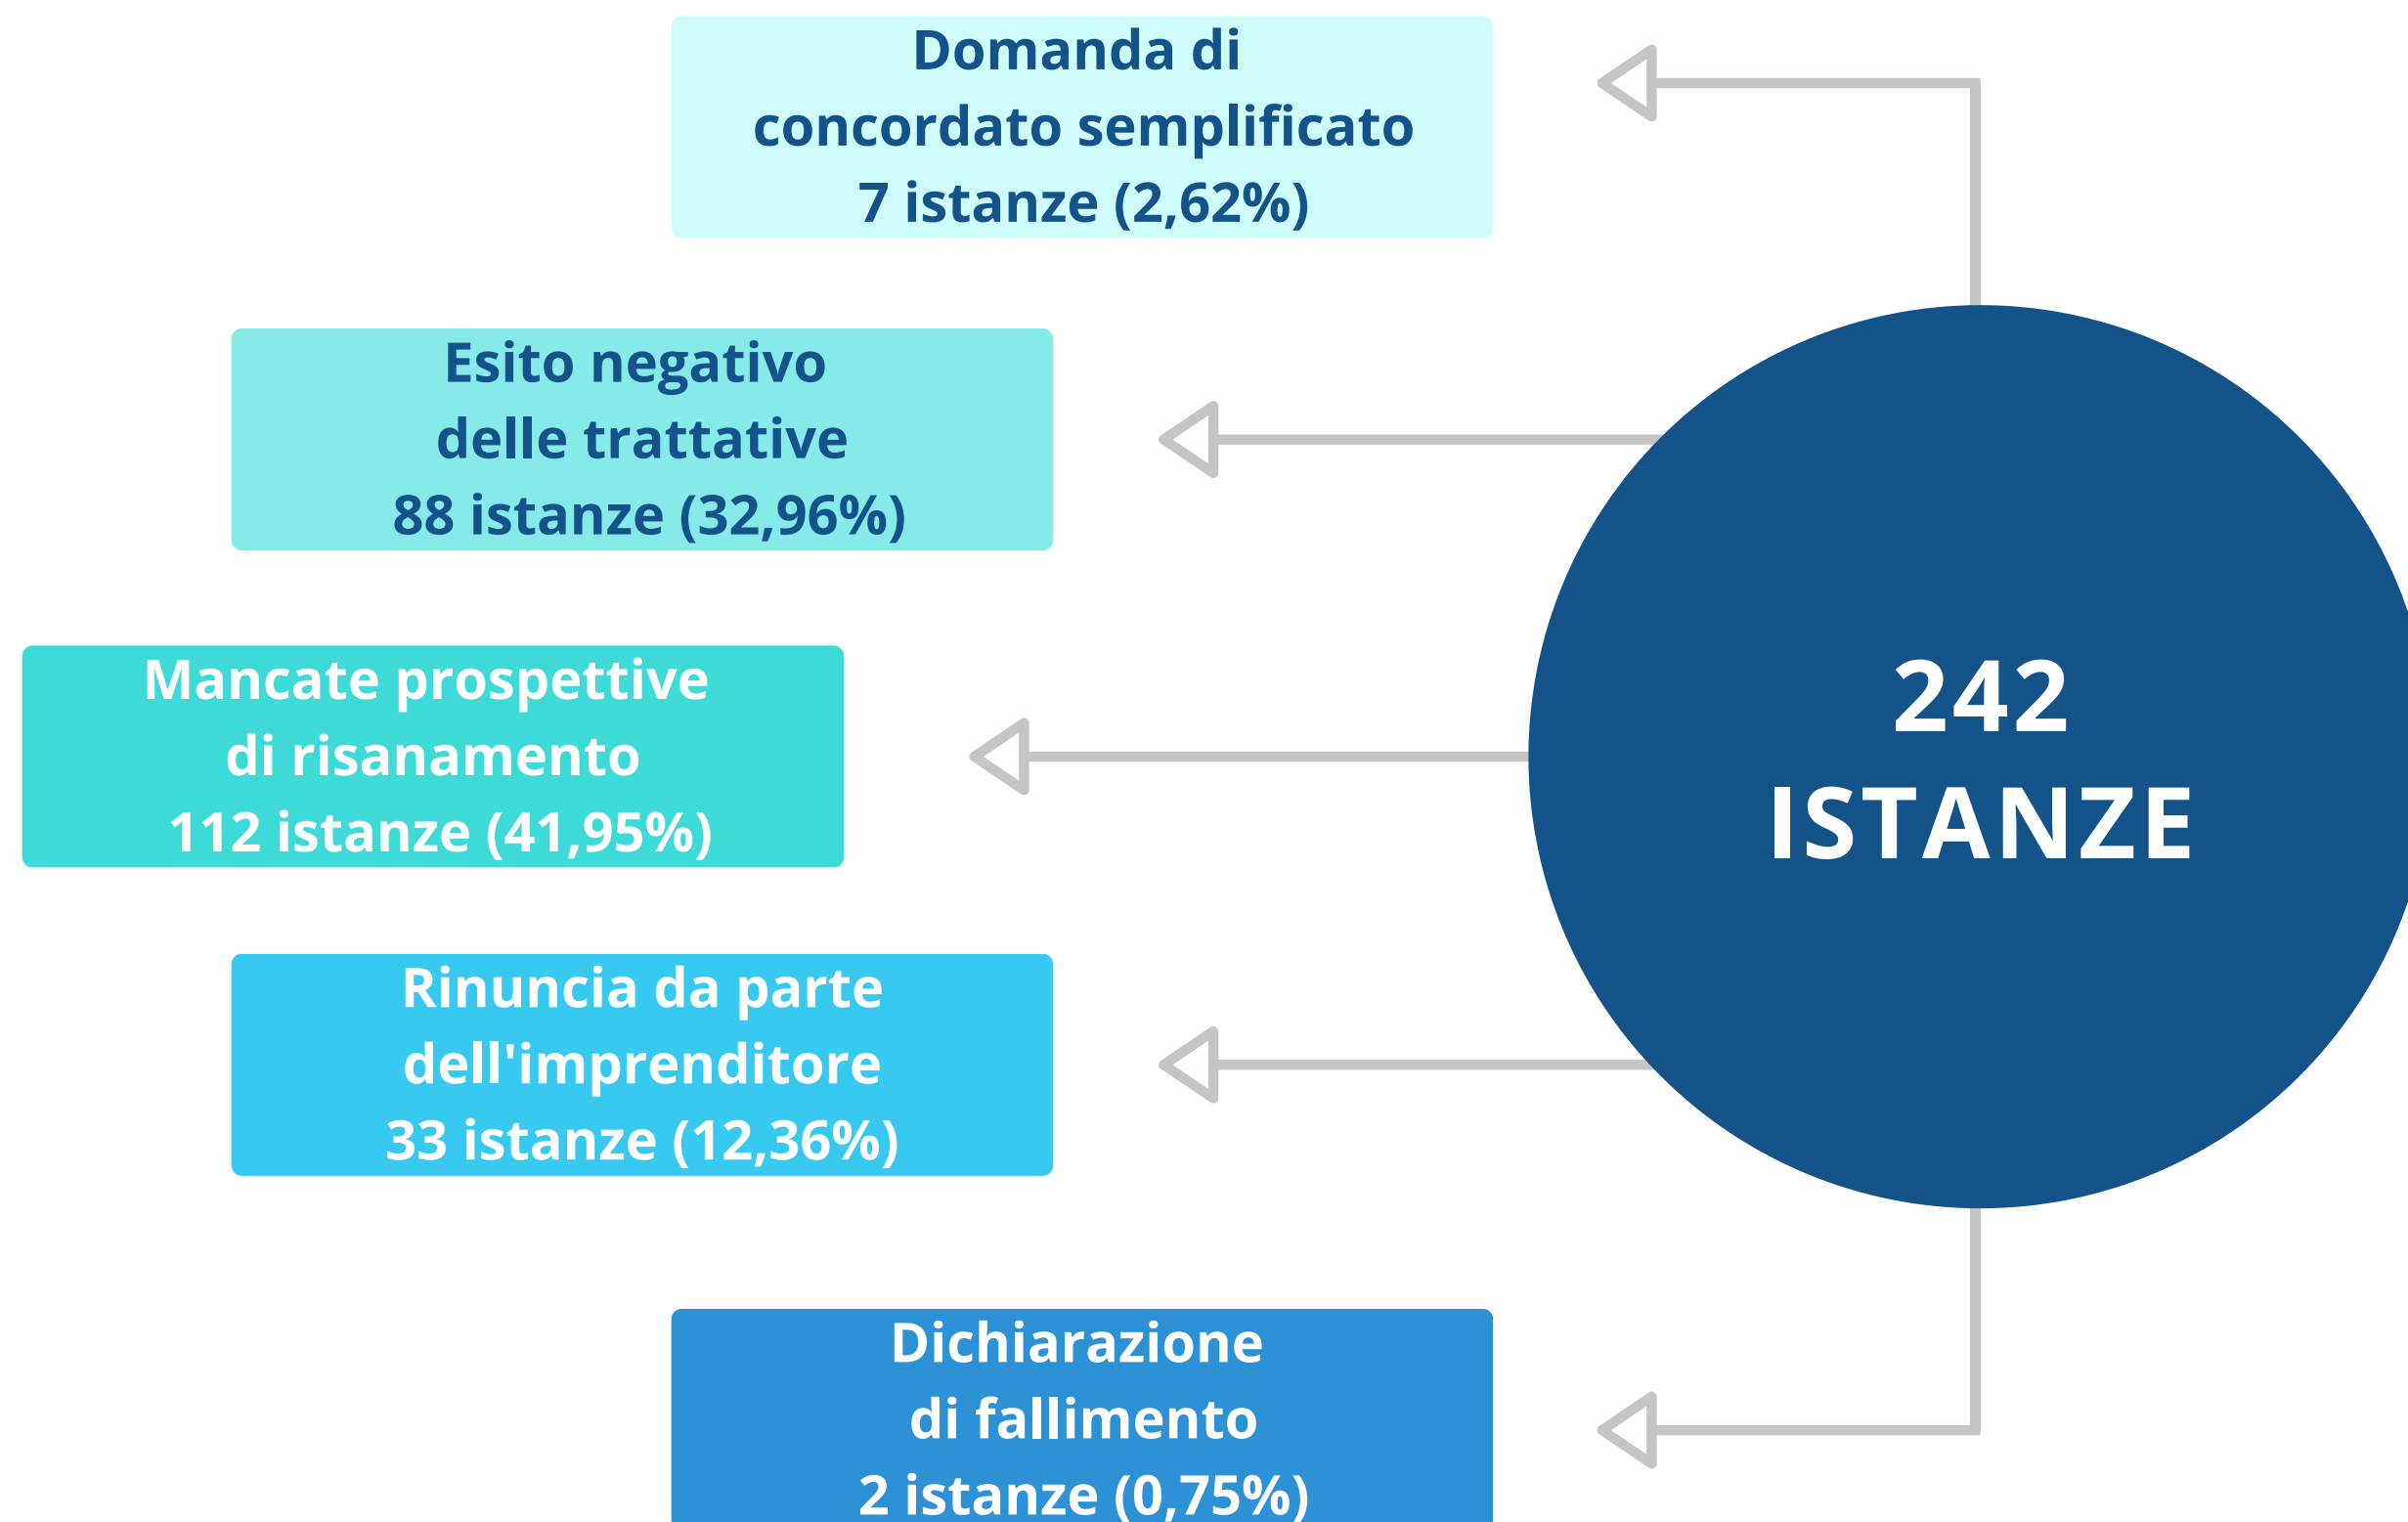 Domanda di
concordato semplificato
7 istanze (2,62%)
Esito negativo
delle trattative
88 istanze (32,96%)
Mancate prospettive
di risanamento
112 istanze (41,95%)
Rinuncia da parte
dell'imprenditore
33 istanze (12,36%)
Dichiarazione
di fallimento
2 istanze (0,75%)
242
ISTANZE